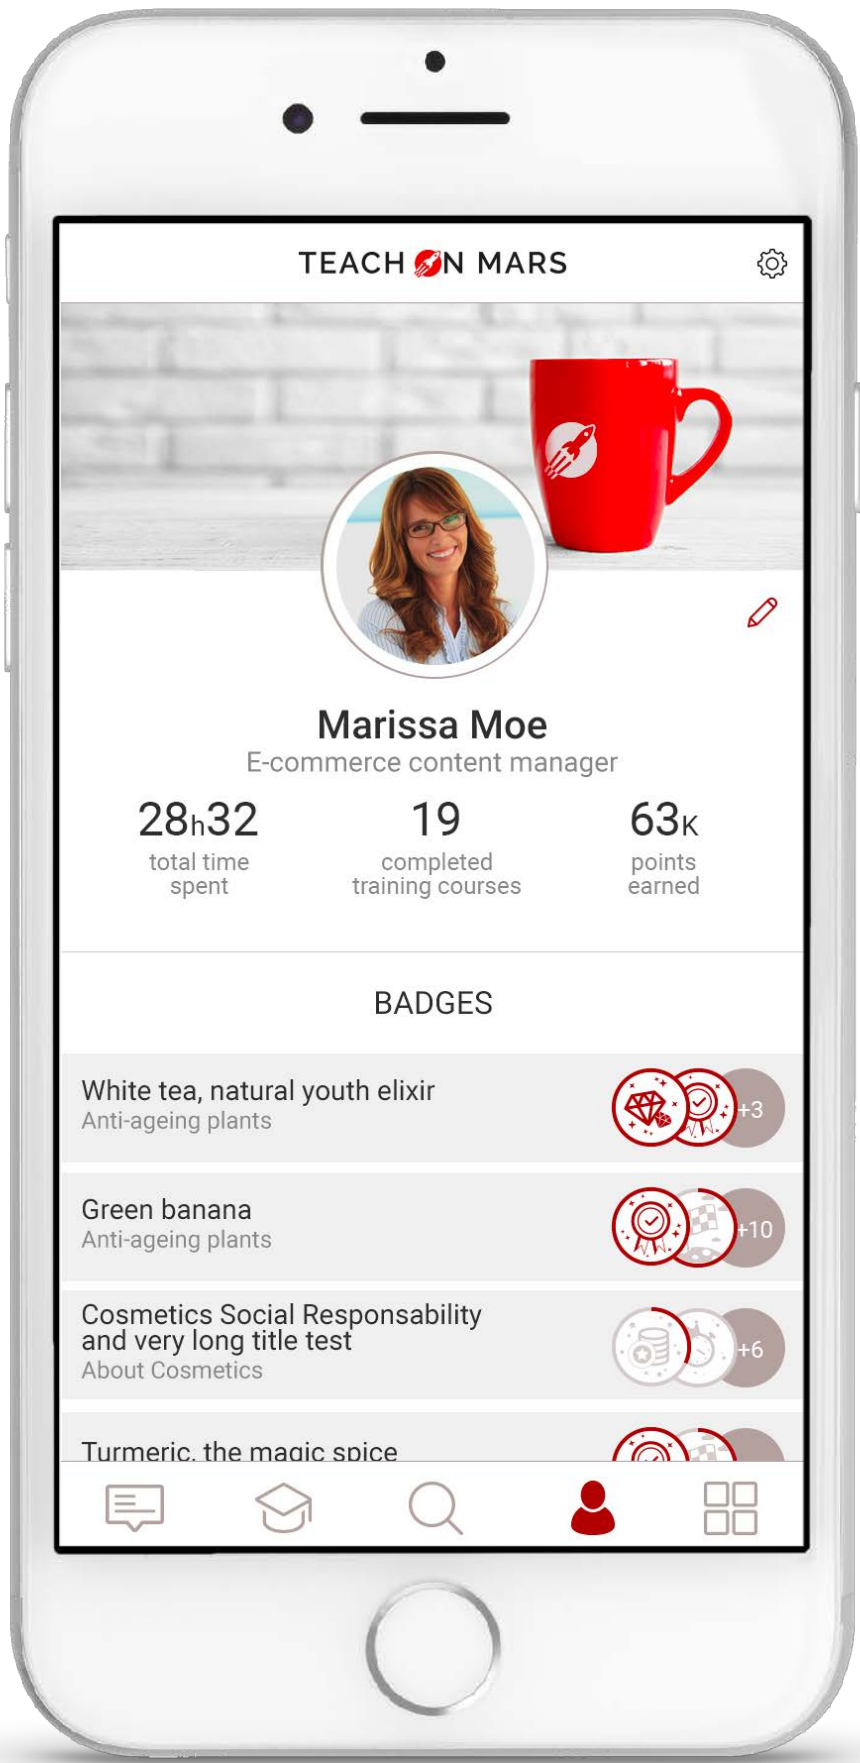 TEACH ON MARS
Marissa Moe
E-commerce content manager
28h32
19
63K
total time
spent
completed
training courses
points
earned
BADGES
White tea, natural youth elixir
Anti-ageing plants
+3
Green banana
Anti-ageing plants
+10
Cosmetics Social Responsability
and very long title test
About Cosmetics
+6
Turmeric, the magic spice